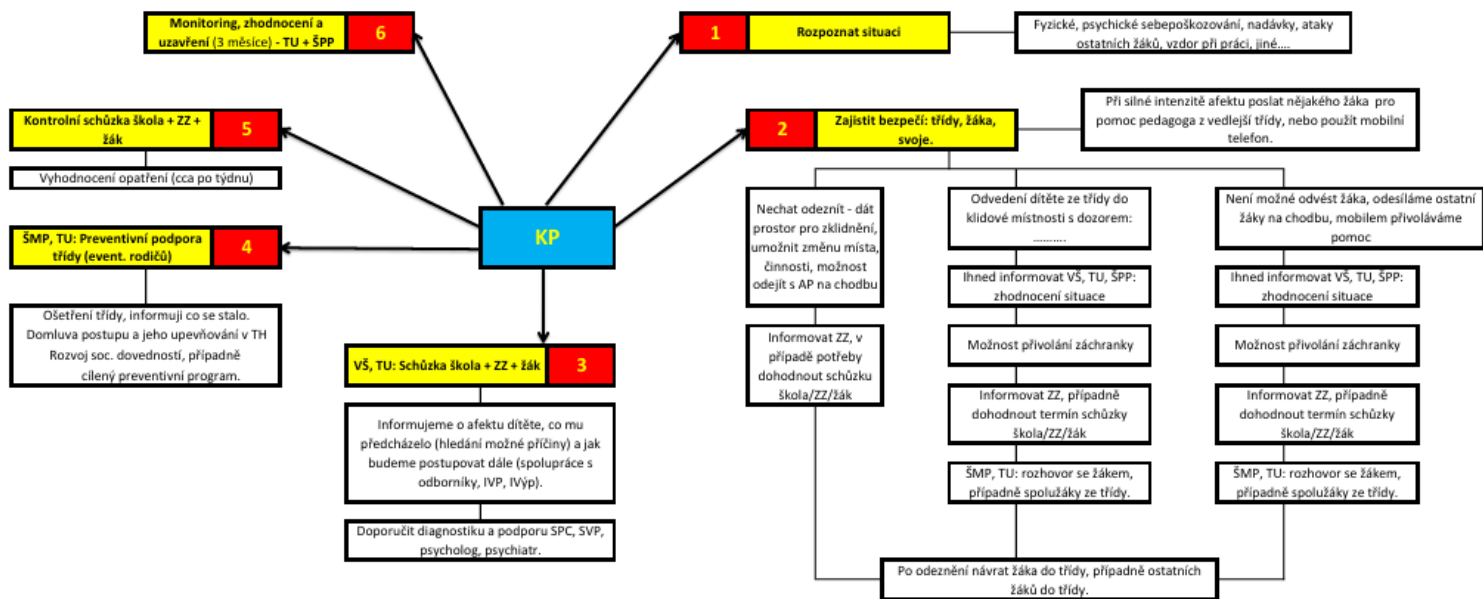 Monitoring, zhodnocení a
uzavření (3 měsíce) - TU + ŠPP
6
1
Rozpoznat situaci
Fyzické, psychické sebepoškozování, nadávky, ataky
ostatních žáků, vzdor při práci, jiné....
Kontrolní schůzka škola + ZZ +
žák
5
Vyhodnocení opatření (cca po týdnu)
2
Zajistit bezpečí: třídy, žáka,
svoje.
Při silné intenzitě afektu poslat nějakého žáka pro
pomoc pedagoga z vedlejší třídy, nebo použít mobilní
telefon.
KP
ŠMP, TU: Preventivní podpora
třídy (event. rodičů)
4
Ošetření třídy, informuji co se stalo.
Domluva postupu a jeho upevňování v TH
Rozvoj soc. dovedností, případně
cílený preventivní program.
VŠ, TU: Schůzka škola + ZZ + žák
3
Informujeme o afektu dítěte, co mu
předcházelo (hledání možné příčiny) a jak
budeme postupovat dále (spolupráce s
odborníky, IVP, IVýp).
Doporučit diagnostiku a podporu SPC, SVP,
psycholog, psychiatr.
Nechat odeznít - dát
prostor pro zklidnění,
umožnit změnu místa,
činnosti, možnost
odejít s AP na chodbu
Informovat ZZ, v
případě potřeby
dohodnout schůzku
škola/ZZ/žák
Odvedení dítěte ze třídy do
klidové místnosti s dozorem:
..........
Ihned informovat VŠ, TU, ŠPP:
zhodnocení situace
Možnost přivolání záchranky
Informovat ZZ, případně
dohodnout termín schůzky
škola/ZZ/žák
ŠMP, TU: rozhovor se žákem,
případně spolužáky ze třídy.
Není možné odvést žáka, odesíláme ostatní
žáky na chodbu, mobilem přivoláváme
pomoc
Ihned informovat VŠ, TU, ŠPP:
zhodnocení situace
Možnost přivolání záchranky
Informovat ZZ, případně
dohodnout termín schůzky
škola/ZZ/žák
ŠMP, TU: rozhovor se žákem,
případně spolužáky ze třídy.
Po odeznění návrat žáka do třídy, případně ostatních
žáků do třídy.